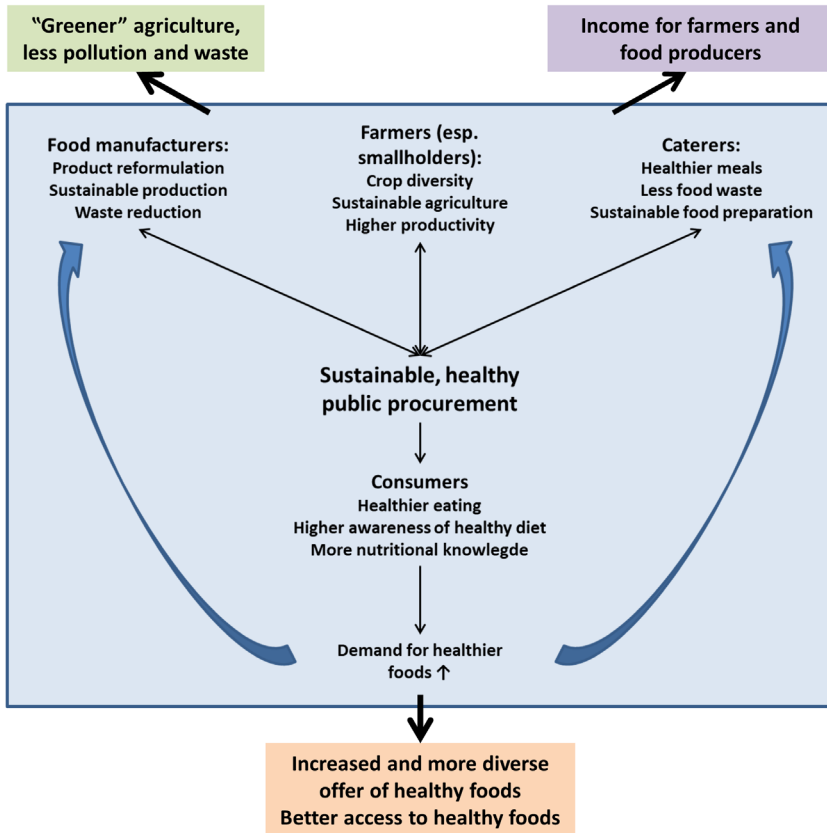 “Greener” agriculture,
less pollution and waste
Income for farmers and
food producers
Food manufacturers:
Product reformulation
Sustainable production
Waste reduction
Farmers (esp.
smallholders):
Crop diversity
Sustainable agriculture
Higher productivity
Caterers:
Healthier meals
Less food waste
Sustainable food preparation
Sustainable, healthy
public procurement
Consumers
Healthier eating
Higher awareness of healthy diet
More nutritional knowlegde
Demand for healthier
foods ↑
Increased and more diverse
offer of healthy foods
Better access to healthy foods